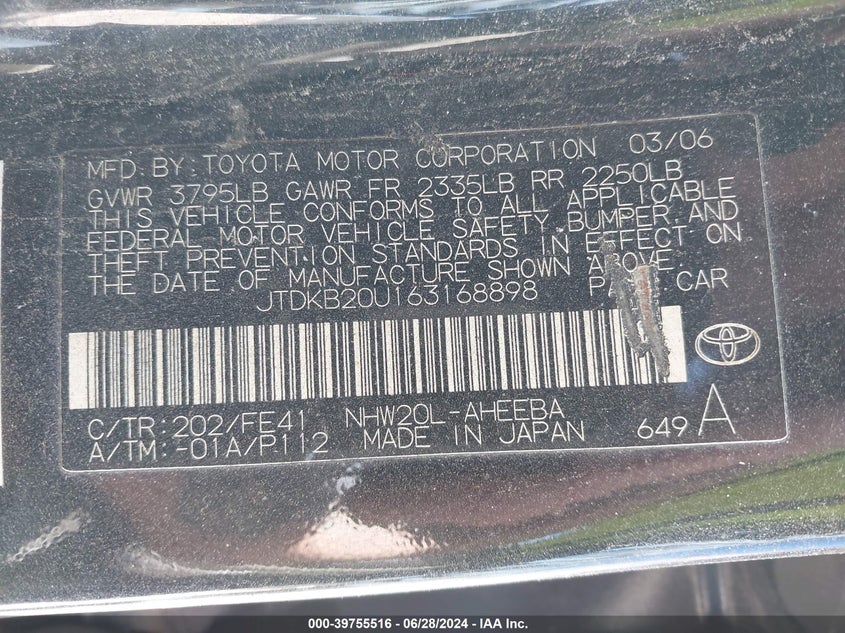 MFD. BY: TOYOTA MOTOR CORPORATION 03/06
GVWR 3795LB GAWR FR 2335LB RR 2250LB
THIS VEHICLE CONFORMS TO ALL APPLICABLE
FEDERAL MOTOR VEHICLE SAFETY, BUMPER, AND
THEFT PREVENTION STANDARDS IN EFFECT ON
THE DATE OF MANUFACTURE SHOWN ABOVE.
JTDKB20U163168898 CAR
C/TR: 202/FE41 NHW20L-AHEEBA
A/TM: -01A/P112 MADE IN JAPAN 649 A
000-39755516 - 06/28/2024 - IAA Inc.